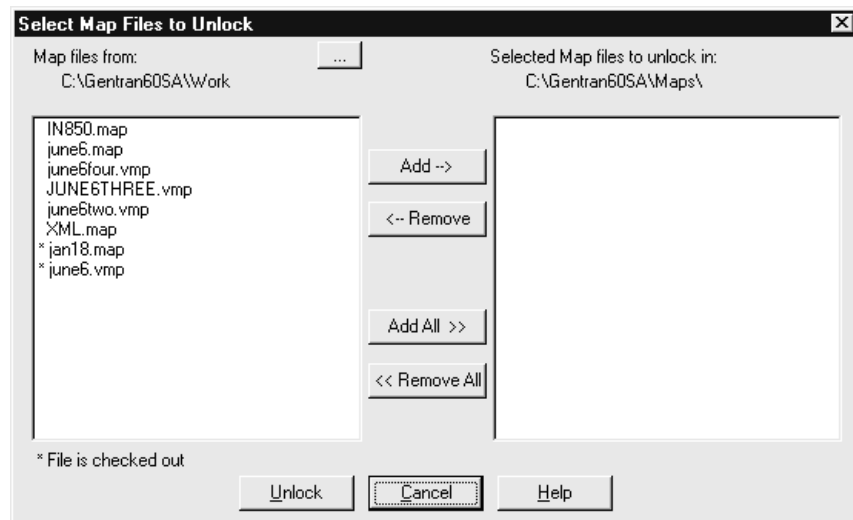 Select Map Files to Unlock
Map files from:
...
Selected Map files to unlock in:
C:\Gentran60SA\Work
C:\Gentran60SA\Maps\
IN850.map
june6.map
june6four.vmp
JUNE6THREE.vmp
june6two.vmp
XML.map
* jan18.map
* june6.vmp
Add -->
<-- Remove
Add All >>
<< Remove All
* File is checked out
Unlock
Cancel
Help